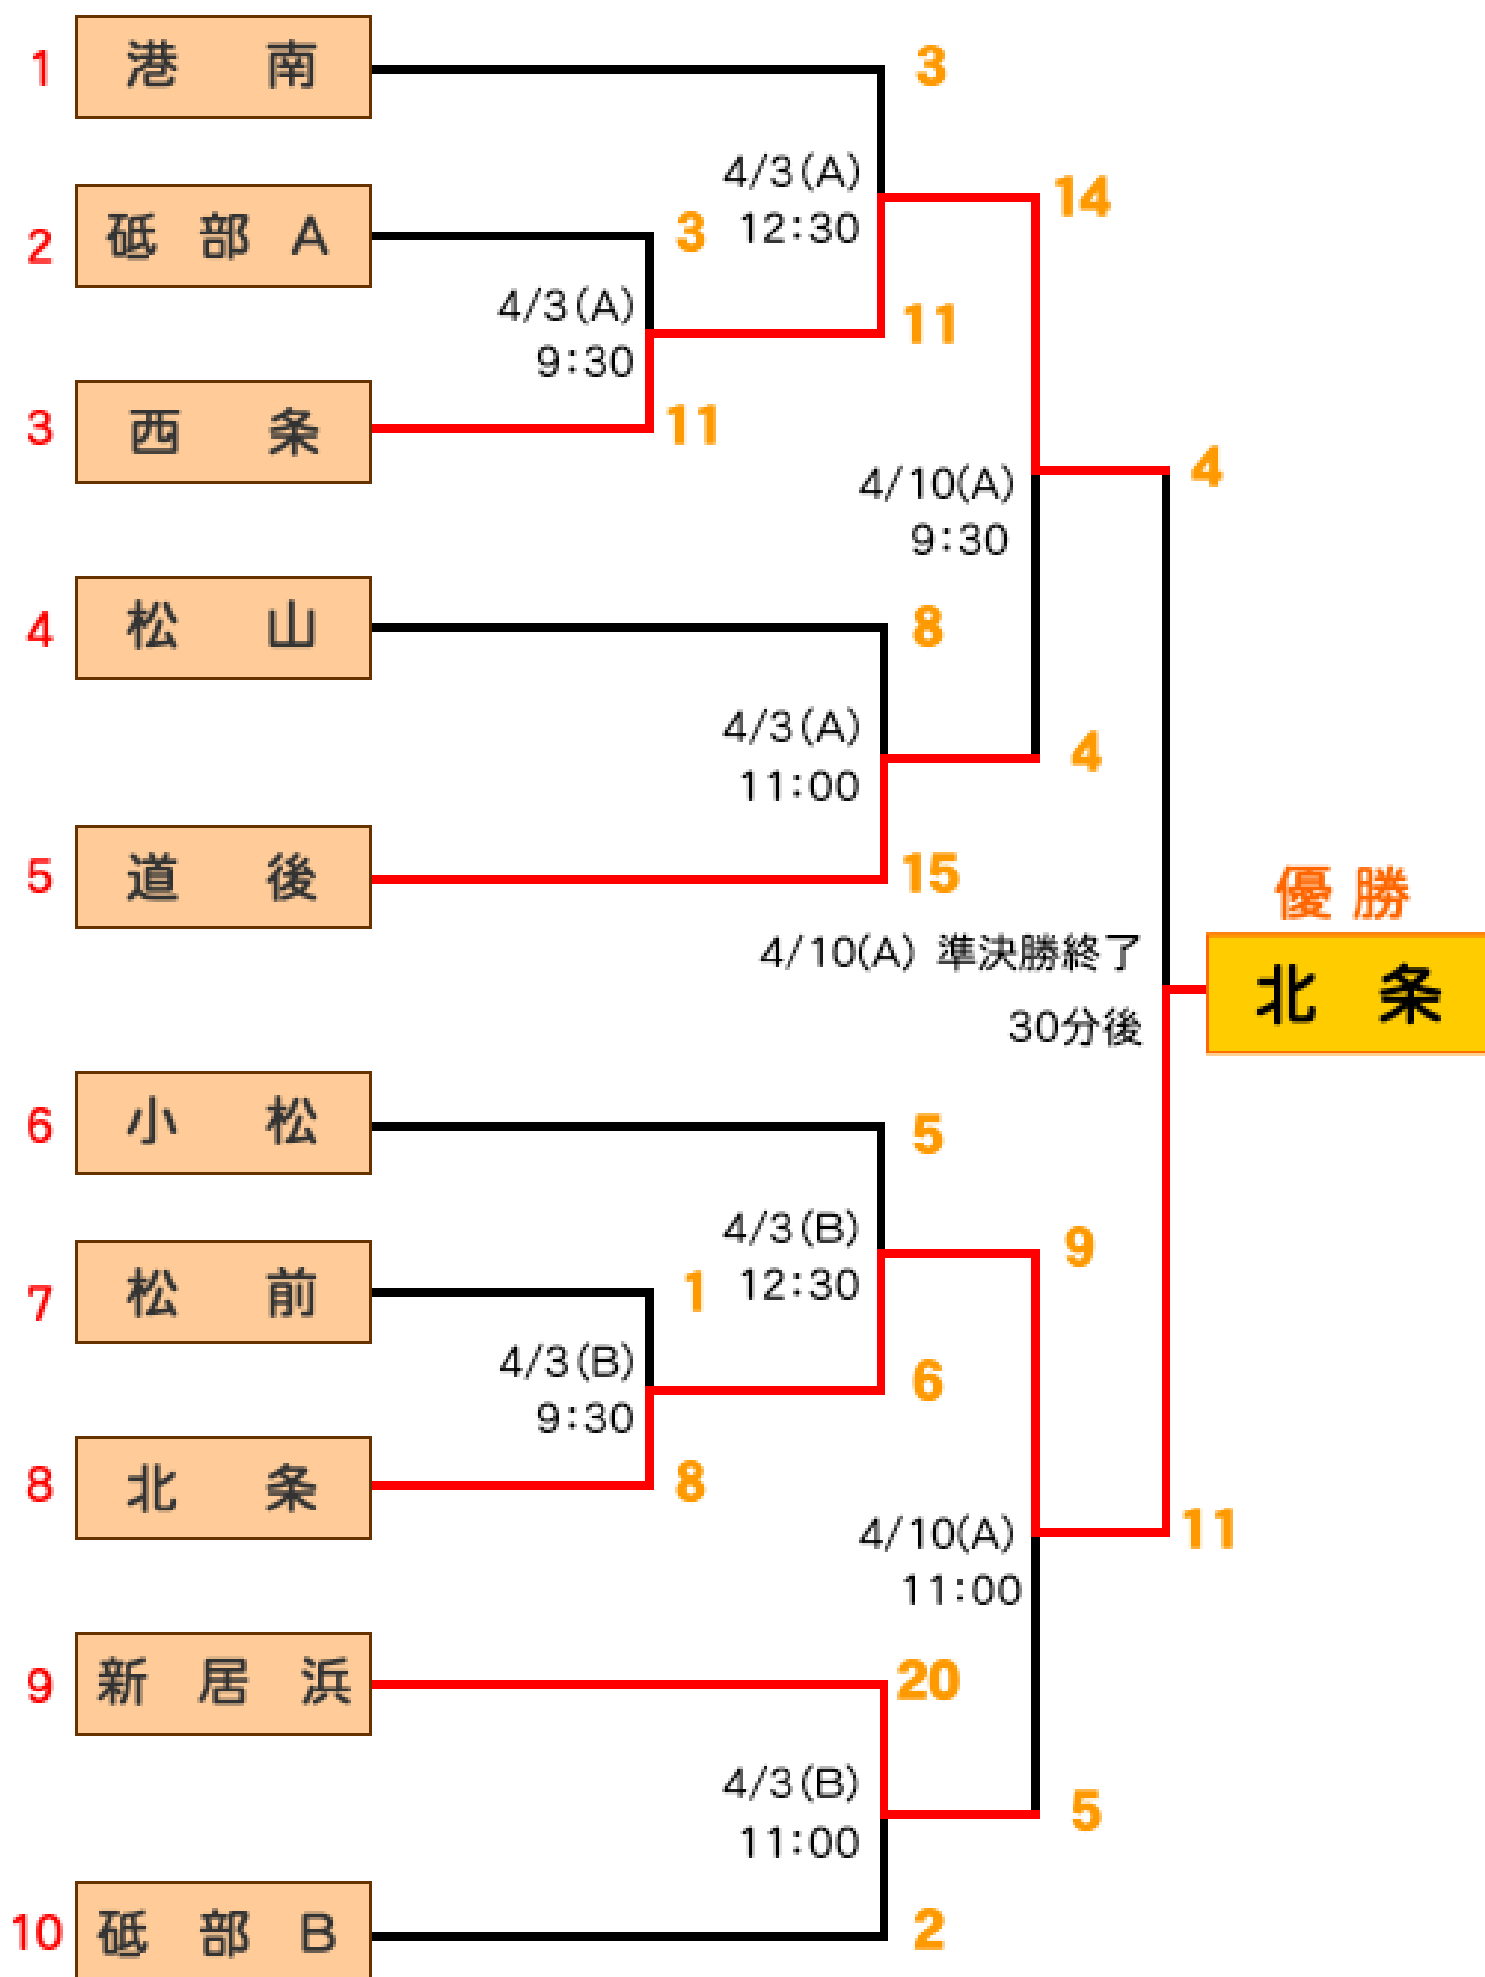 1 港南 3
4/3(A)
12:30
14
2 砥部A 3
4/3(A)
9:30
11
3 西条 11
4/10(A)
9:30
4
4 松山 8
4/3(A)
11:00
4
5 道後 15
優勝
4/10(A) 準決勝終了
30分後
北条
6 小松 5
4/3(B)
12:30
9
7 松前 1
4/3(B)
9:30
6
8 北条 8
4/10(A)
11:00
11
9 新居浜 20
4/3(B)
11:00
5
10 砥部B 2